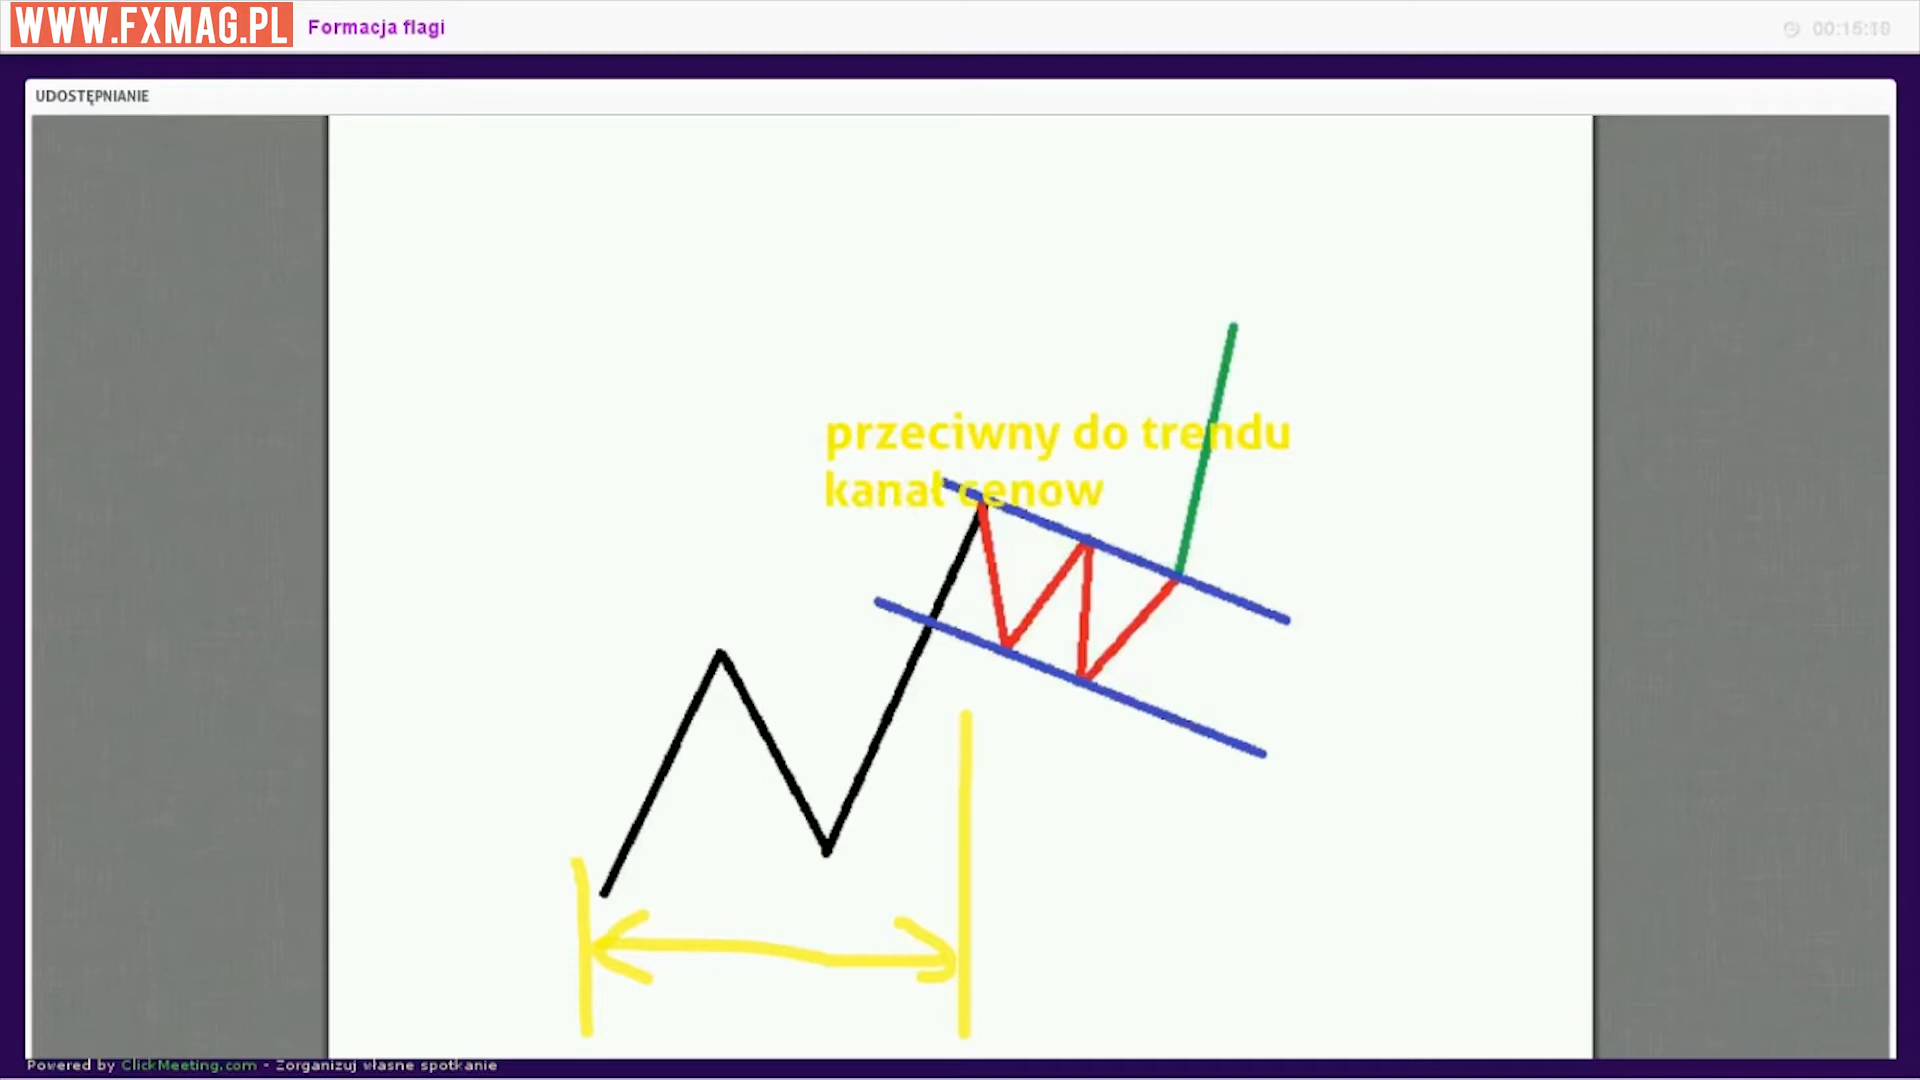 WWW.FXMAG.PL
Formacja flagi
00:15:18
UDOSTĘPNIANIE
przeciwny do trendu
kanał cenow
Powered by ClickMeeting.com - Zorganizuj własne spotkanie